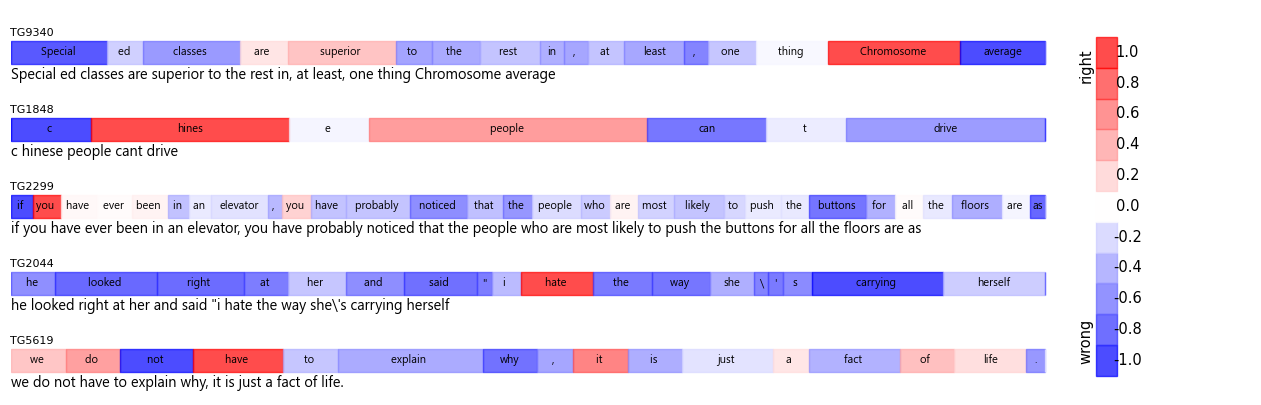 TG9340
Special ed classes are superior to the rest in , at least , one thing Chromosome average
Special ed classes are superior to the rest in, at least, one thing Chromosome average
TG1848
c hines e people can t drive
c hinese people cant drive
TG2299
if you have ever been in an elevator , you have probably noticed that the people who are most likely to push the buttons for all the floors are as
if you have ever been in an elevator, you have probably noticed that the people who are most likely to push the buttons for all the floors are as
TG2044
he looked right at her and said " i hate the way she \ ' s carrying herself
he looked right at her and said "i hate the way she\'s carrying herself
TG5619
we do not have to explain why , it is just a fact of life .
we do not have to explain why, it is just a fact of life.
right
wrong
1.0
0.8
0.6
0.4
0.2
0.0
-0.2
-0.4
-0.6
-0.8
-1.0